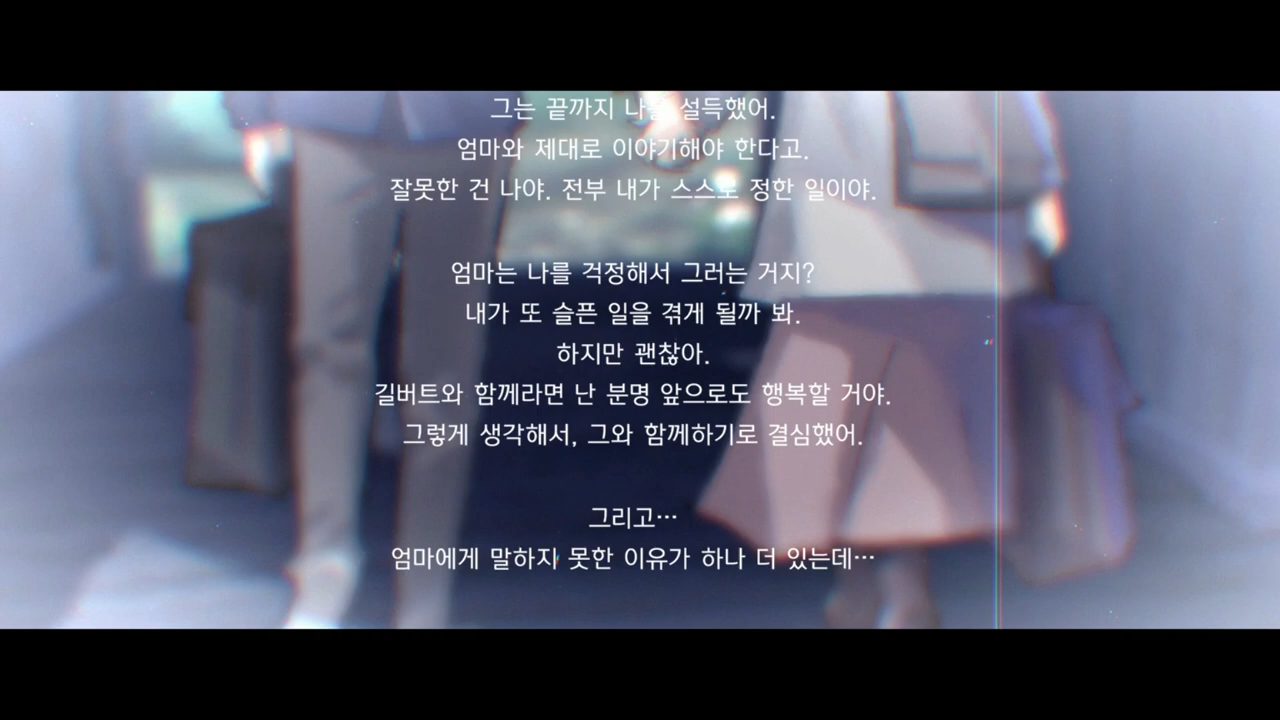 그는 끝까지 나를 설득했어.
엄마와 제대로 이야기해야 한다고.
잘못한 건 나야. 전부 내가 스스로 정한 일이야.
엄마는 나를 걱정해서 그러는 거지?
내가 또 슬픈 일을 겪게 될까 봐.
하지만 괜찮아.
길버트와 함께라면 난 분명 앞으로도 행복할 거야.
그렇게 생각해서, 그와 함께하기로 결심했어.
그리고…
엄마에게 말하지 못한 이유가 하나 더 있는데…